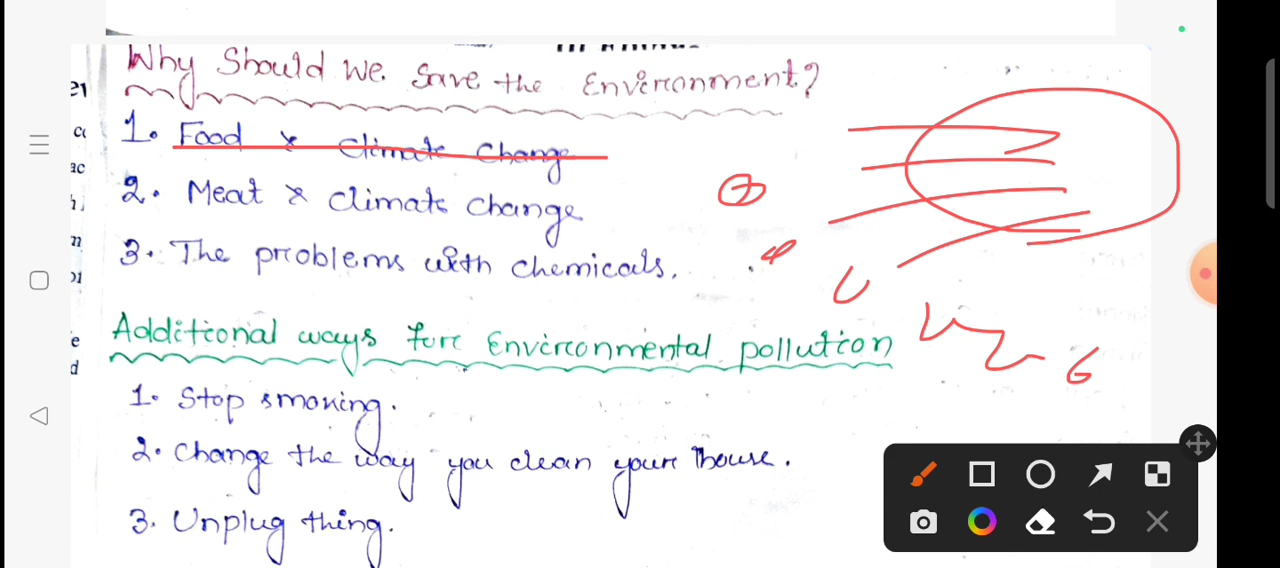 Why Should We Save the Environment?
1. Food & Climate Change
2. Meat & climate change
3. The problems with chemicals.
Additional ways for Environmental pollution
1. Stop smoking.
2. Change the way you clean your house.
3. Unplug thing.